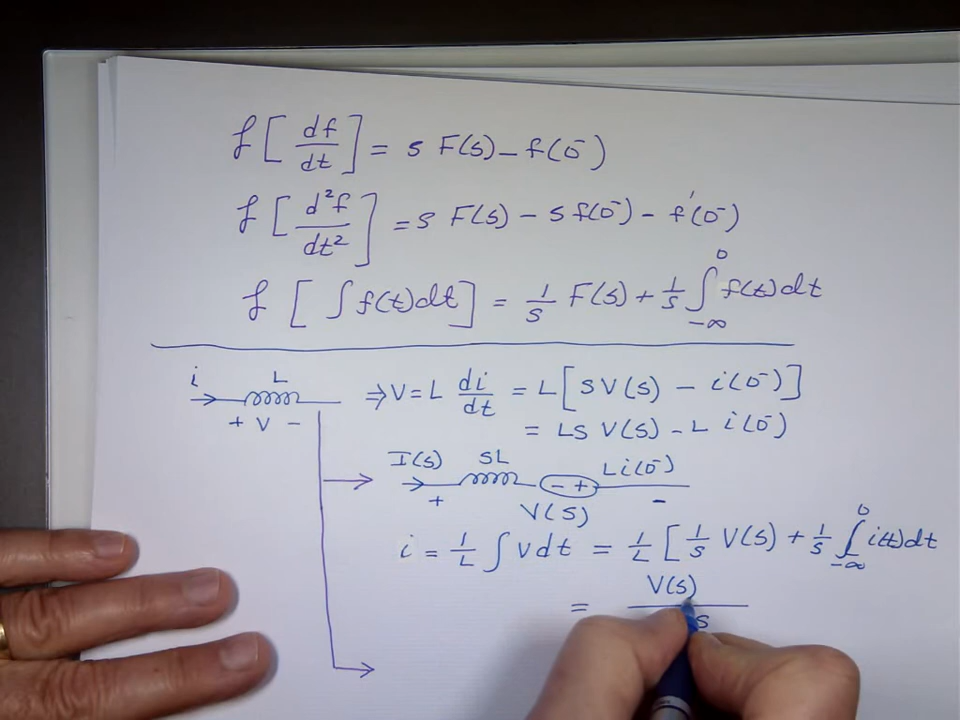 f [ df/dt ] = s F(s) - f(0⁻)
f [ d²f/dt² ] = s F(s) - s f(0⁻) - f'(0⁻)
f [ ∫ f(t)dt ] = 1/s F(s) + 1/s ∫_{-∞}^{0} f(t)dt
i L ⇒ V = L di/dt = L [ s V(s) - i(0⁻) ]
+ V - = LS V(s) - L i(0⁻)
I(s) SL - + Li(0⁻)
+ V(s) -
i = 1/L ∫ v dt = 1/L [ 1/s V(s) + 1/s ∫_{-∞}^{0} i(t)dt
= V(s)
s